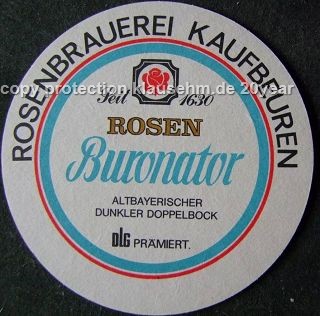 ROSENBRAUEREI KAUFBEUREN
copy protection klausehm.de 20year
Seit 1630
ROSEN
Buronator
ALTBAYERISCHER
DUNKLER DOPPELBOCK
DLG PRÄMIERT.